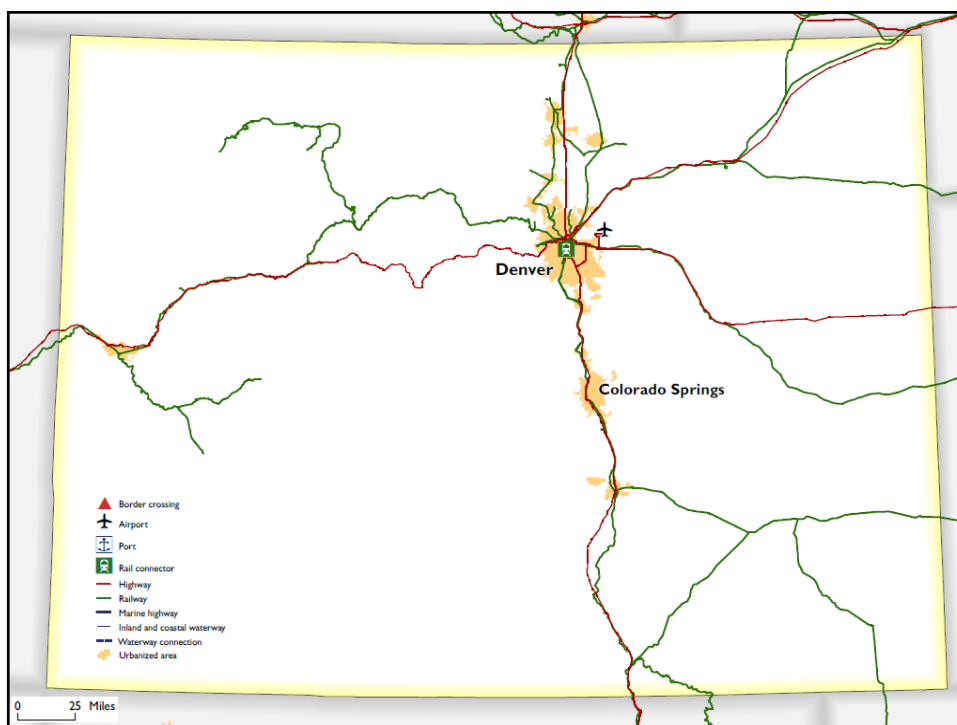 Denver
Colorado Springs
Border crossing
Airport
Port
Rail connector
Highway
Railway
Marine highway
Inland and coastal waterway
Waterway connection
Urbanized area
0 25 Miles